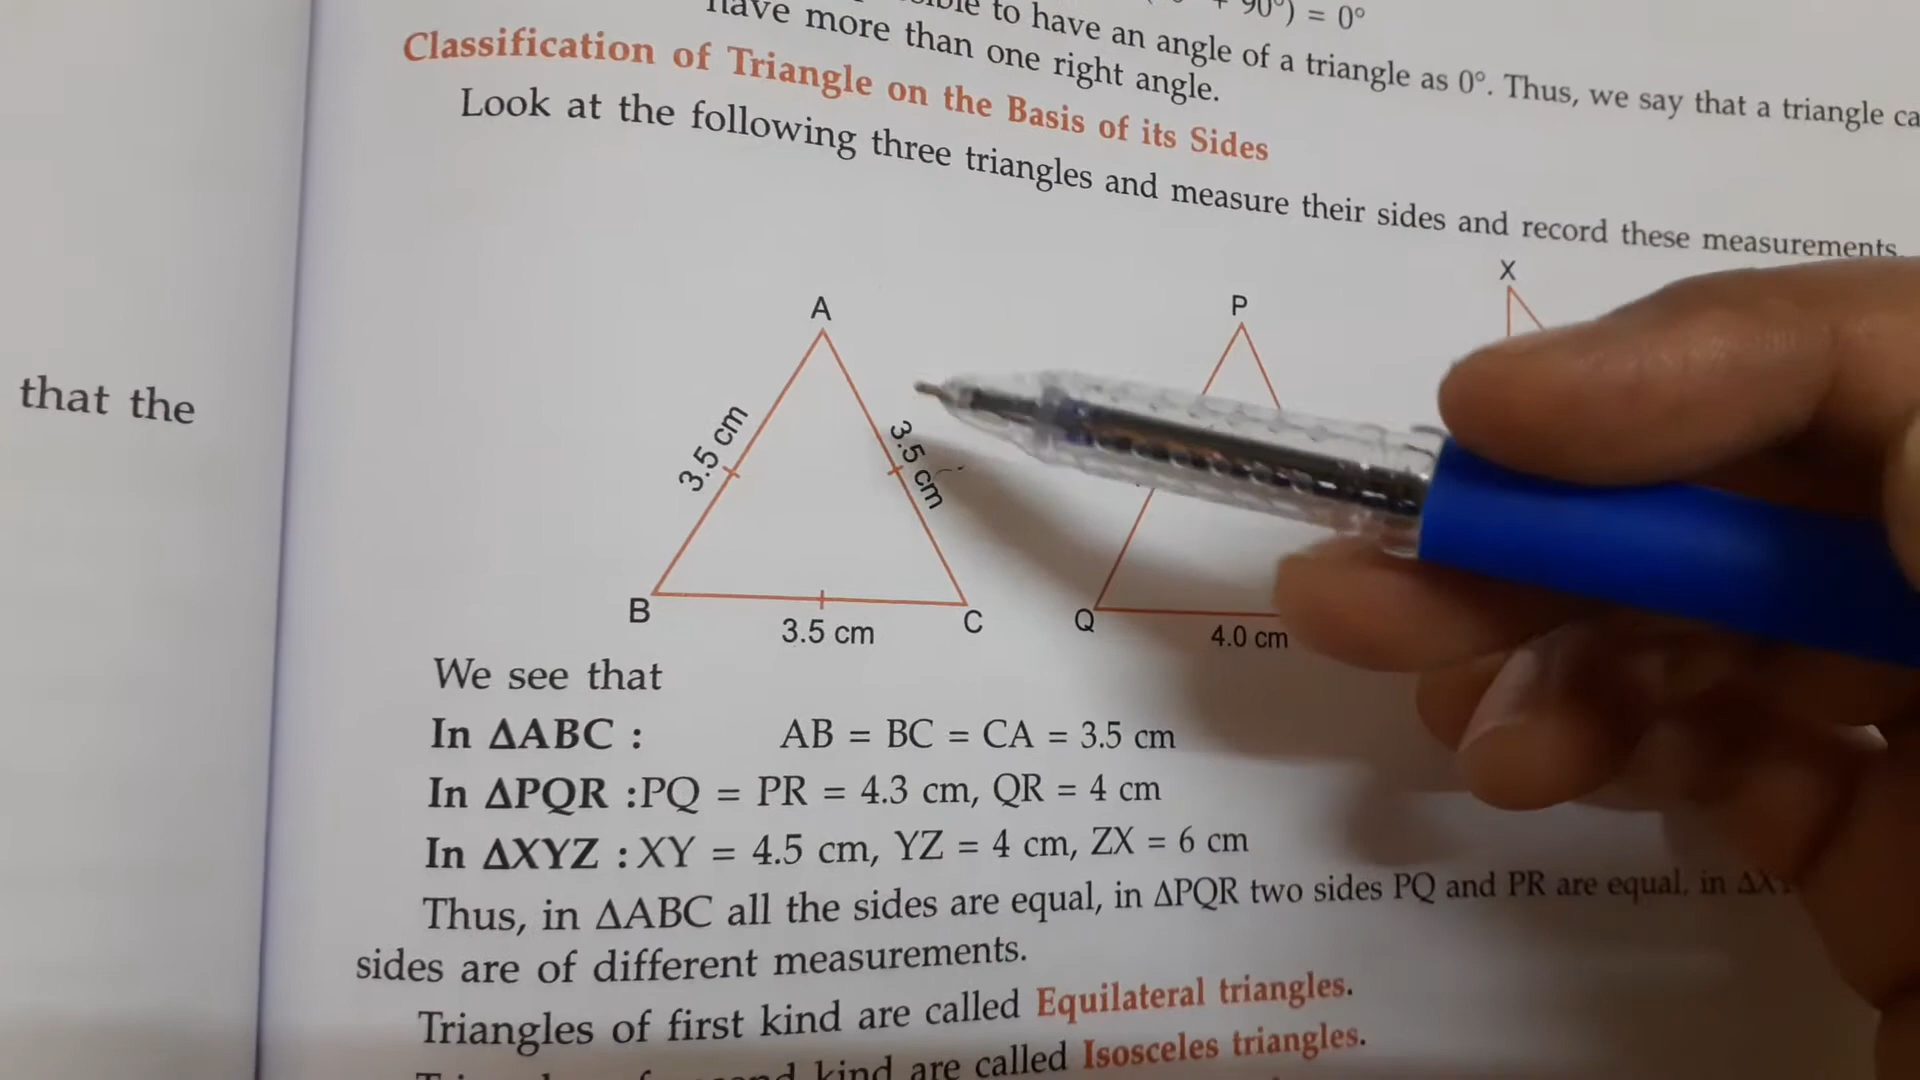 + 90°) = 0°
to have an angle of a triangle as 0°. Thus, we say that a triangle
have more than one right angle.
Classification of Triangle on the Basis of its Sides
Look at the following three triangles and measure their sides and record these measurements.
that the
A
3.5 cm
3.5 cm
B
3.5 cm
C
P
Q
4.0 cm
X
We see that
In ΔABC : AB = BC = CA = 3.5 cm
In ΔPQR :PQ = PR = 4.3 cm, QR = 4 cm
In ΔXYZ : XY = 4.5 cm, YZ = 4 cm, ZX = 6 cm
Thus, in ΔABC all the sides are equal, in ΔPQR two sides PQ and PR are equal, in
sides are of different measurements.
Triangles of first kind are called Equilateral triangles.
kind are called Isosceles triangles.